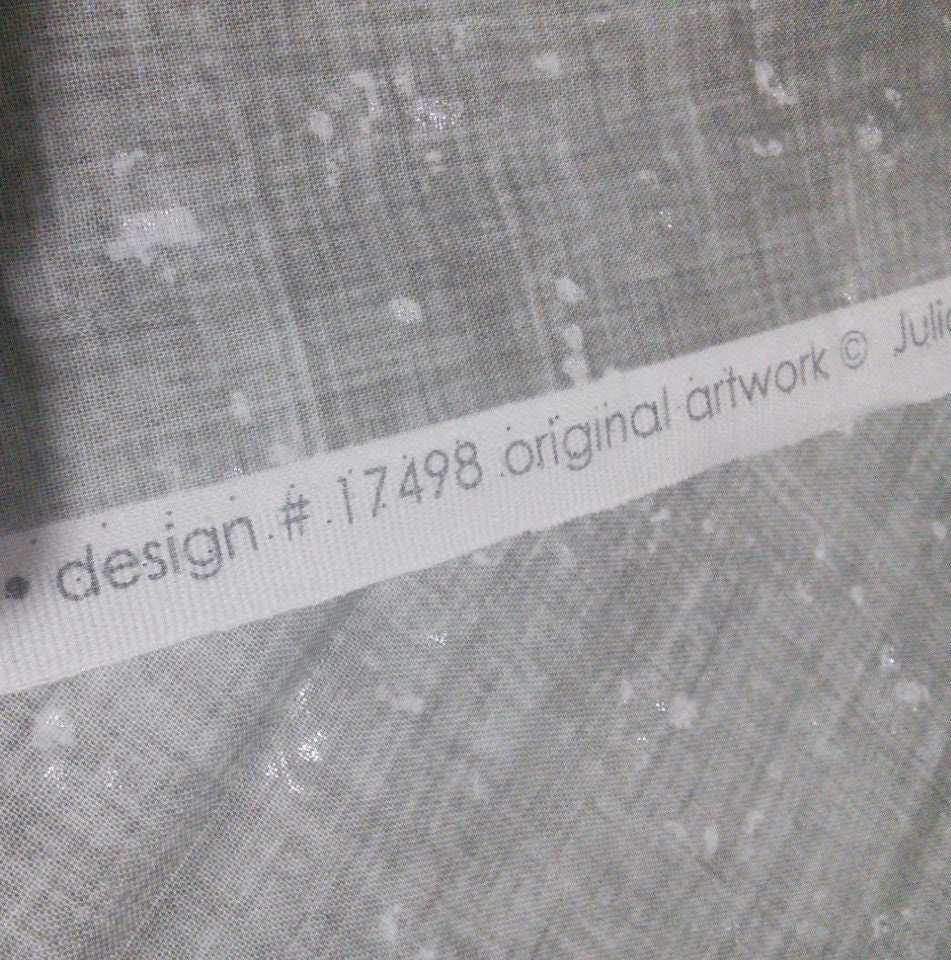 • design # 17498 original artwork ©